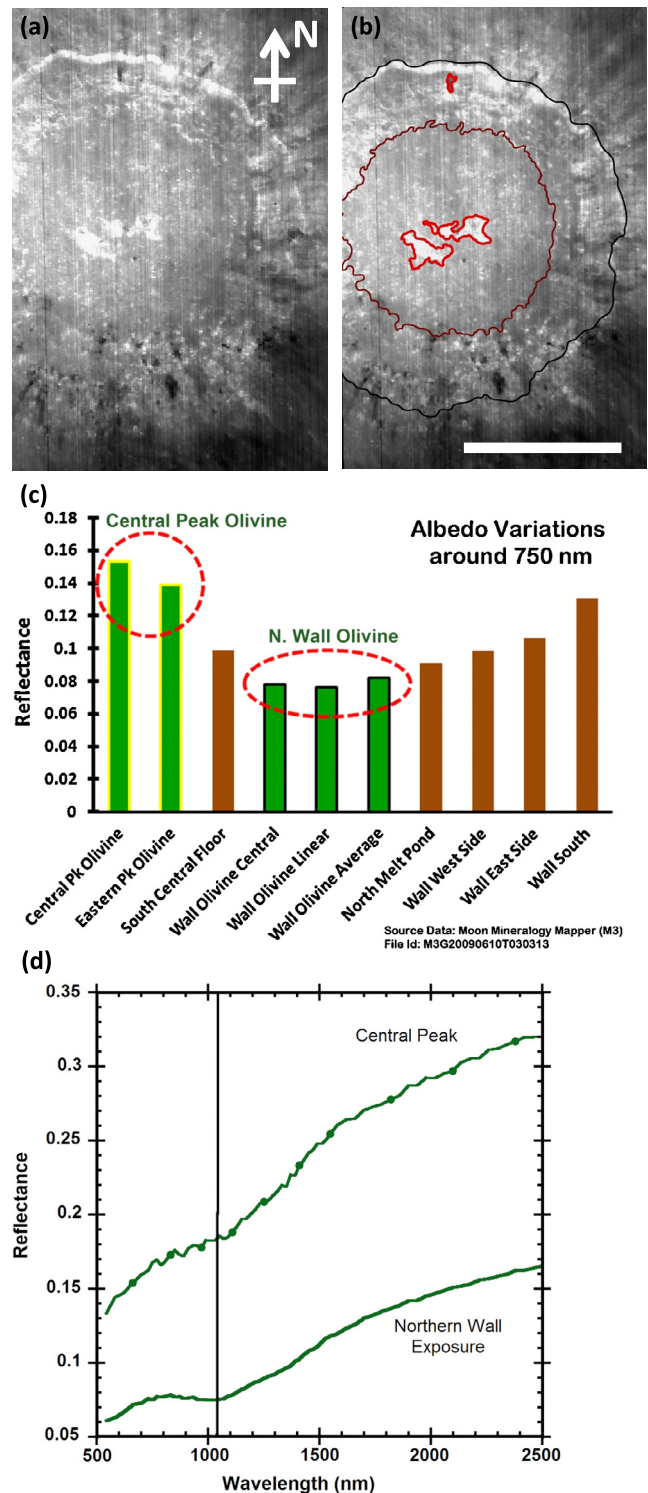 (a)
N
(b)
(c)
Central Peak Olivine
Albedo Variations
around 750 nm
N. Wall Olivine
Reflectance
0.18
0.16
0.14
0.12
0.1
0.08
0.06
0.04
0.02
0
Central Pk Olivine
Eastern Pk Olivine
South Central Floor
Wall Olivine Central
Wall Olivine Linear
Wall Olivine Average
North Melt Pond
Wall West Side
Wall East Side
Wall South
Source Data: Moon Mineralogy Mapper (M3)
File Id: M3G20090610T030313
(d)
0.35
0.3
0.25
0.2
0.15
0.1
0.05
Reflectance
Central Peak
Northern Wall
Exposure
500
1000
1500
2000
2500
Wavelength (nm)